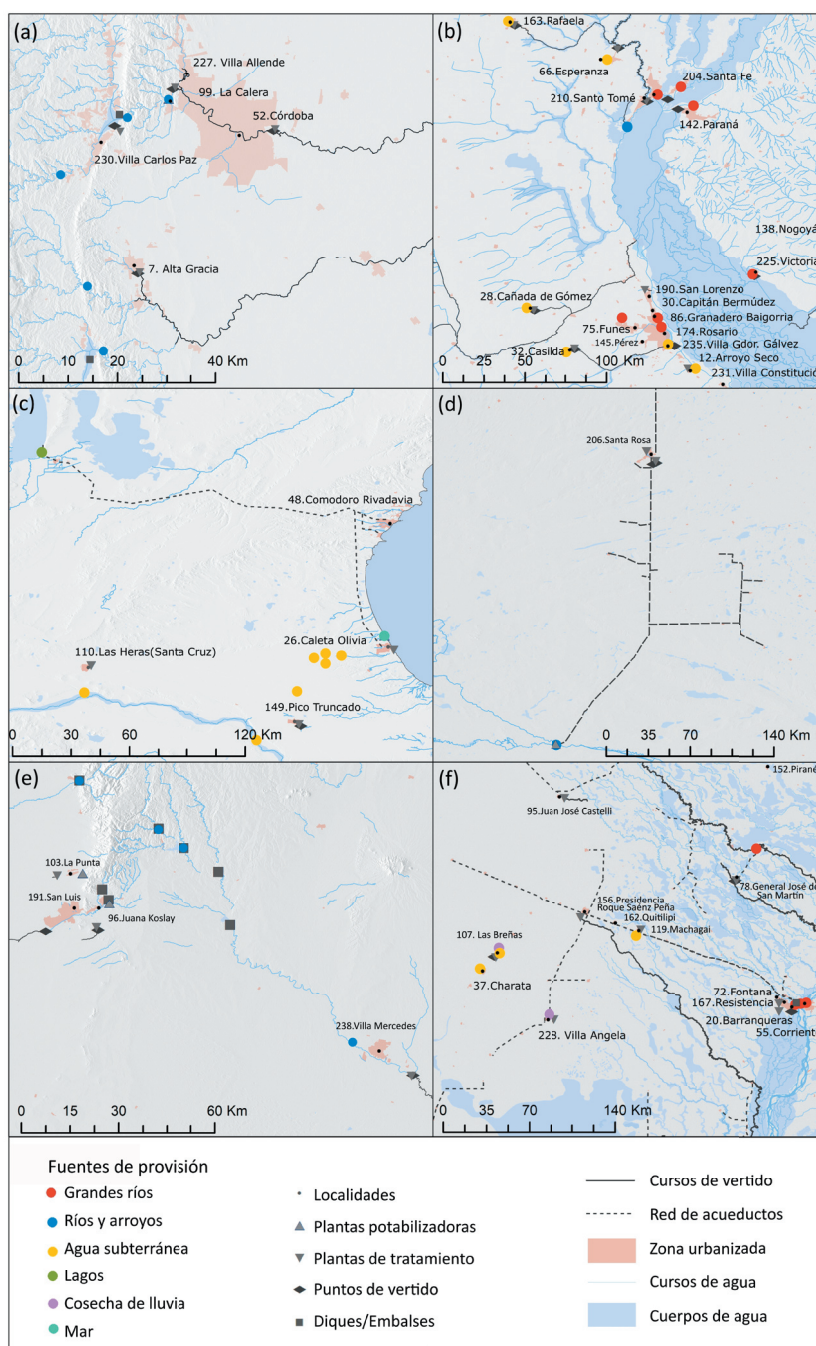 (a)
227. Villa Allende
99. La Calera
52.Córdoba
230.Villa Carlos Paz
7. Alta Gracia
0 10 20 40 Km
(b)
163.Rafaela
66.Esperanza
204.Santa Fe
210.Santo Tomé
142.Paraná
138.Nogoyá
225.Victoria
190.San Lorenzo
30.Capitán Bermúdez
28.Cañada de Gómez
86.Granadero Baigorria
75.Funes
174.Rosario
145.Pérez
235.Villa Gdor. Gálvez
32.Casilda
12.Arroyo Seco
231.Villa Constitució
0 25 50 100 Km
(c)
48.Comodoro Rivadavia
26.Caleta Olivia
110.Las Heras(Santa Cruz)
149.Pico Truncado
0 30 60 120 Km
(d)
206.Santa Rosa
0 35 70 140 Km
(e)
103.La Punta
191.San Luis
96.Juana Koslay
238.Villa Mercedes
0 15 30 60 Km
(f)
152.Pirané
95.Juan José Castelli
78.General José de
San Martín
156.Presidencia
Roque Saénz Peña
162.Quitilipi
107. Las Breñas
119.Machagai
37.Charata
72.Fontana
167.Resistencia
20.Barranqueras
223. Villa Angela
55.Corriente
0 35 70 140 Km
Fuentes de provisión
Grandes ríos
Ríos y arroyos
Agua subterránea
Lagos
Cosecha de lluvia
Mar
Localidades
Plantas potabilizadoras
Plantas de tratamiento
Puntos de vertido
Diques/Embalses
Cursos de vertido
Red de acueductos
Zona urbanizada
Cursos de agua
Cuerpos de agua